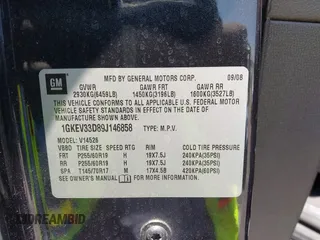 GM
MFD BY GENERAL MOTORS CORP. 09/08
GVWR GAWR FRT GAWR RR
2930KG(6459LB) 1450KG(3196LB) 1600KG(3527LB)
THIS VEHICLE CONFORMS TO ALL APPLICABLE U.S. FEDERAL
MOTOR VEHICLE SAFETY STANDARDS IN EFFECT ON
THE DATE OF MANUFACTURE SHOWN ABOVE.
1GKEV33D89J146858 TYPE: M.P.V.
MODEL: V14526
TIRE SIZE SPEED RTG RIM COLD TIRE PRESSURE
FRT P255/60R19 H 19X7.5J 240KPA(35PSI)
RR P255/60R19 H 19X7.5J 240KPA(35PSI)
SPA T145/70R17 M 17X4.5B 420KPA(60PSI)
SEE OWNER'S MANUAL FOR ADDITIONAL INFORMATION
AUTOBIDMASTER